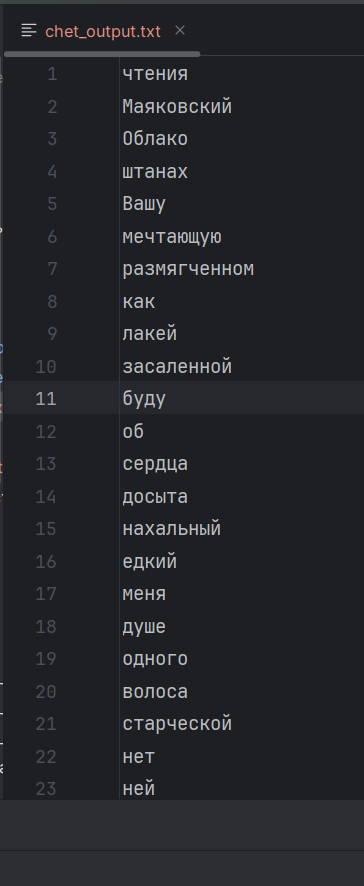 chet_output.txt
1 чтения
2 Маяковский
3 Облако
4 штанах
5 Вашу
6 мечтающую
7 размягченном
8 как
9 лакей
10 засаленной
11 буду
12 об
13 сердца
14 досыта
15 нахальный
16 едкий
17 меня
18 душе
19 одного
20 волоса
21 старческой
22 нет
23 ней